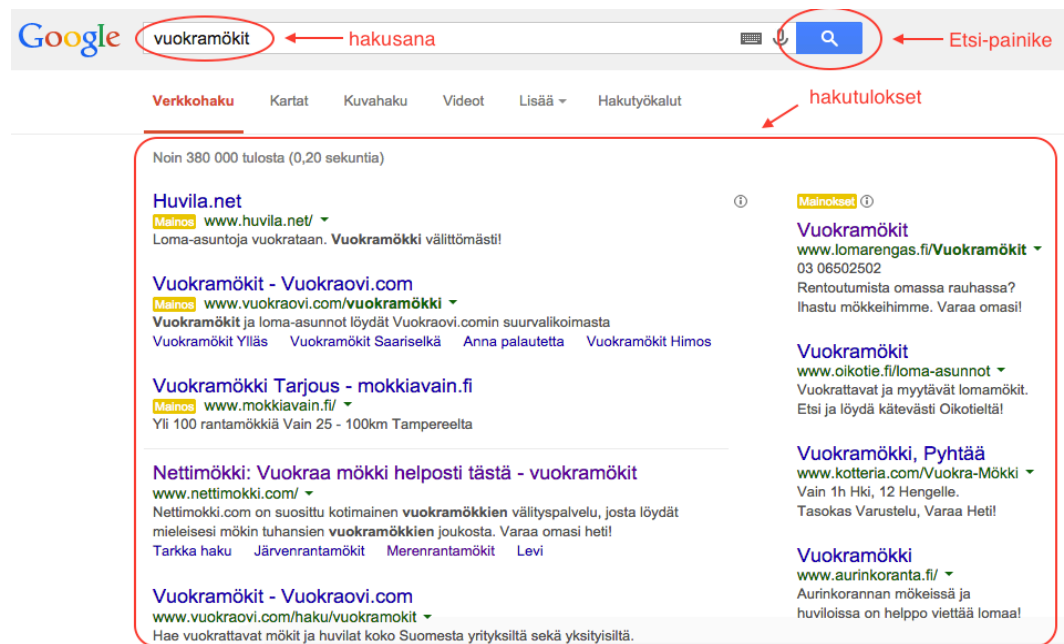 Google
vuokramökit
hakusana
Etsi-painike
Verkkohaku Kartat Kuvahaku Videot Lisää Hakutyökalut
hakutulokset
Noin 380 000 tulosta (0,20 sekuntia)
Huvila.net
Mainos www.huvila.net/
Loma-asuntoja vuokrataan. Vuokramökki välittömästi!
Vuokramökit - Vuokraovi.com
Mainos www.vuokraovi.com/vuokramökki
Vuokramökit ja loma-asunnot löydät Vuokraovi.comin suurvalikoimasta
Vuokramökit Ylläs Vuokramökit Saariselkä Anna palautetta Vuokramökit Himos
Vuokramökki Tarjous - mokkiavain.fi
Mainos www.mokkiavain.fi/
Yli 100 rantamökkiä Vain 25 - 100km Tampereelta
Nettimökki: Vuokraa mökki helposti tästä - vuokramökit
www.nettimokki.com/
Nettimokki.com on suosittu kotimainen vuokramökkien välityspalvelu, josta löydät
mieleisesi mökin tuhansien vuokramökkien joukosta. Varaa omasi heti!
Tarkka haku Järvenrantamökit Merenrantamökit Levi
Vuokramökit - Vuokraovi.com
www.vuokraovi.com/haku/vuokramokit
Hae vuokrattavat mökit ja huvilat koko Suomesta yrityksiltä sekä yksityisiltä.
Mainokset
Vuokramökit
www.lomarengas.fi/Vuokramökit
03 06502502
Rentoutumista omassa rauhassa?
Ihastu mökkeihimme. Varaa omasi!
Vuokramökit
www.oikotie.fi/loma-asunnot
Vuokrattavat ja myytävät lomamökit.
Etsi ja löydä kätevästi Oikotieltä!
Vuokramökki, Pyhtää
www.kotteria.com/Vuokra-Mökki
Vain 1h Hki, 12 Hengelle.
Tasokas Varustelu, Varaa Heti!
Vuokramökki
www.aurinkoranta.fi/
Aurinkorannan mökeissä ja
huviloissa on helppo viettää lomaa!